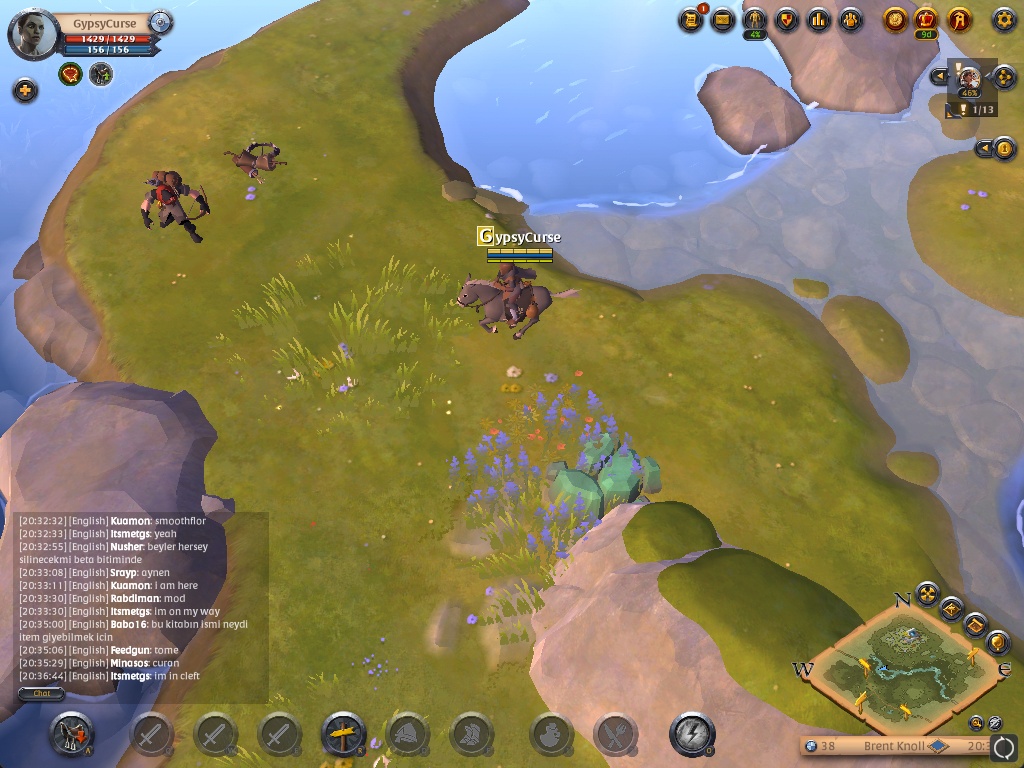 GypsyCurse
1429 / 1429
156 / 156
1
4%
9d
46%
1/13
GypsyCurse
[20:32:32] [English] Kuamon: smoothflor
[20:32:33] [English] Itsmetgs: yeah
[20:32:55] [English] Nusher: beyler hersey
silinecekmi beta bitiminde
[20:33:08] [English] Srayp: aynen
[20:33:11] [English] Kuamon: i am here
[20:33:30] [English] Rabdiman: mod
[20:33:30] [English] Itsmetgs: im on my way
[20:35:00] [English] Babo16: bu kitabın ismi neydi
item giyebilmek icin
[20:35:06] [English] Feedgun: tome
[20:35:29] [English] Minosos: curon
[20:36:44] [English] Itsmetgs: im in cleft
Chat
N
W
E
A
R
38 Brent Knoll 20:3